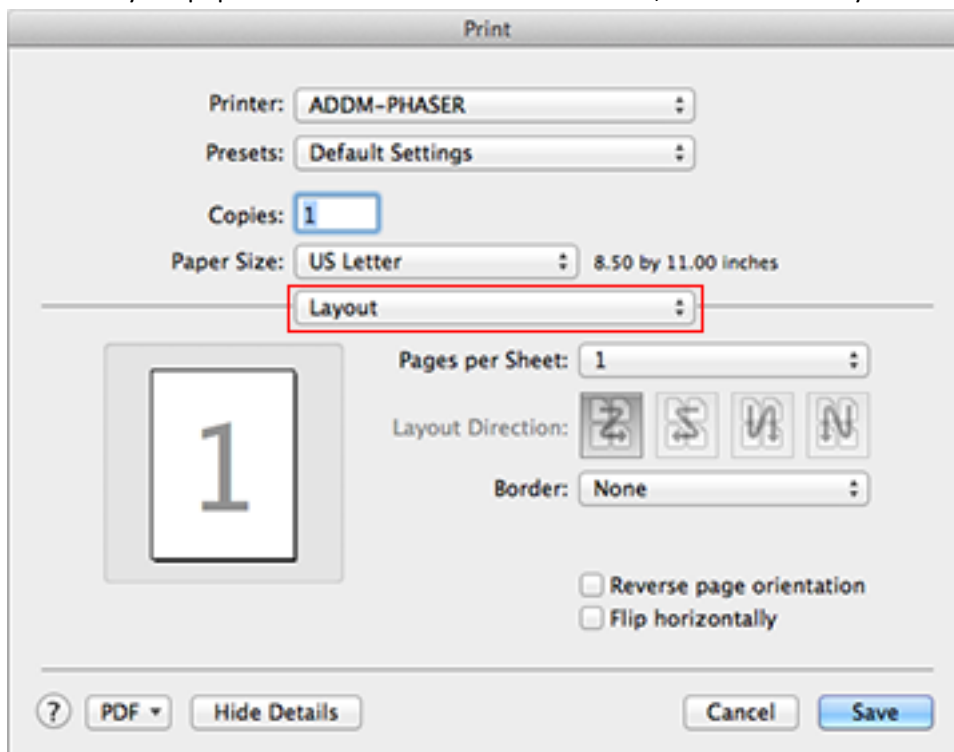 Print
Printer: ADDM-PHASER
Presets: Default Settings
Copies: 1
Paper Size: US Letter 8.50 by 11.00 inches
Layout
Pages per Sheet: 1
1
Layout Direction:
Border: None
Reverse page orientation
Flip horizontally
? PDF Hide Details Cancel Save